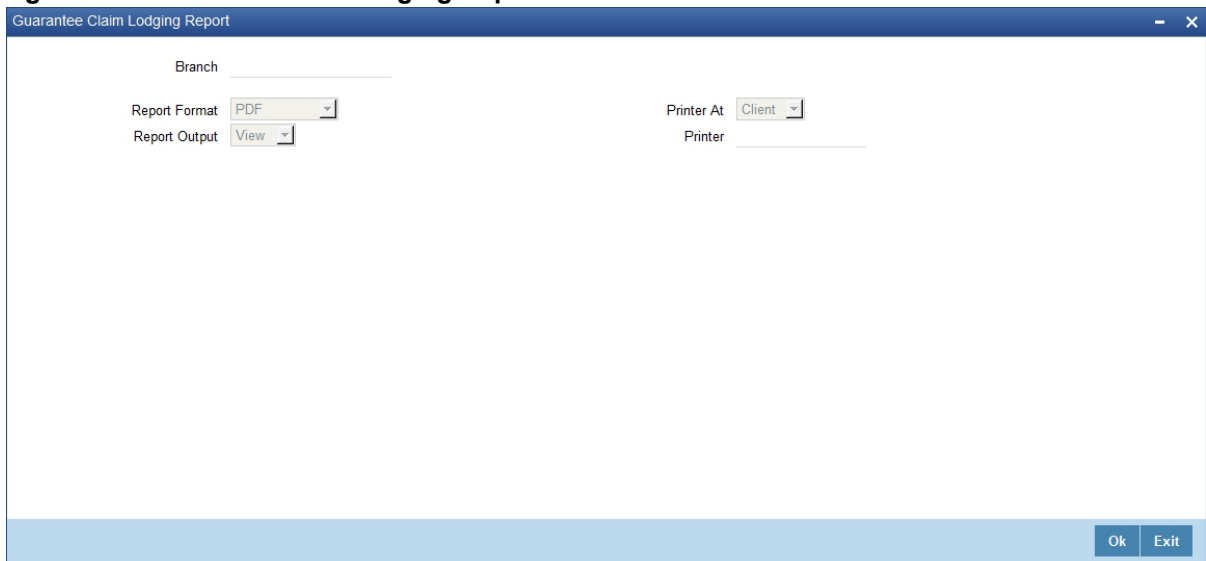 Guarantee Claim Lodging Report
Branch
Report Format PDF Printer At Client
Report Output View Printer
Ok Exit